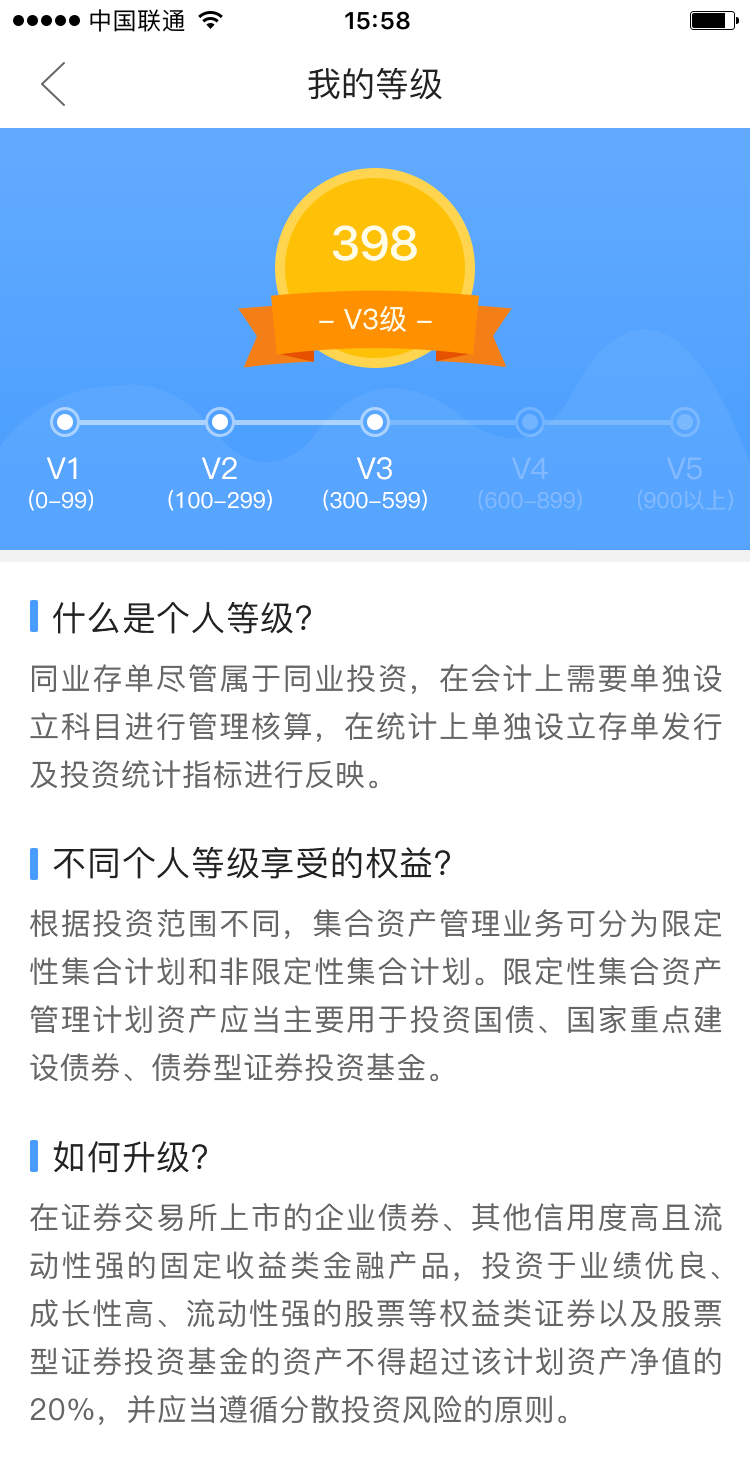 中国联通 15:58
我的等级
398
– V3级 –
V1 V2 V3 V4 V5
(0–99) (100–299) (300–599) (600–899) (900以上)
什么是个人等级?
同业存单尽管属于同业投资，在会计上需要单独设
立科目进行管理核算，在统计上单独设立存单发行
及投资统计指标进行反映。
不同个人等级享受的权益?
根据投资范围不同，集合资产管理业务可分为限定
性集合计划和非限定性集合计划。限定性集合资产
管理计划资产应当主要用于投资国债、国家重点建
设债券、债券型证券投资基金。
如何升级?
在证券交易所上市的企业债券、其他信用度高且流
动性强的固定收益类金融产品，投资于业绩优良、
成长性高、流动性强的股票等权益类证券以及股票
型证券投资基金的资产不得超过该计划资产净值的
20%，并应当遵循分散投资风险的原则。